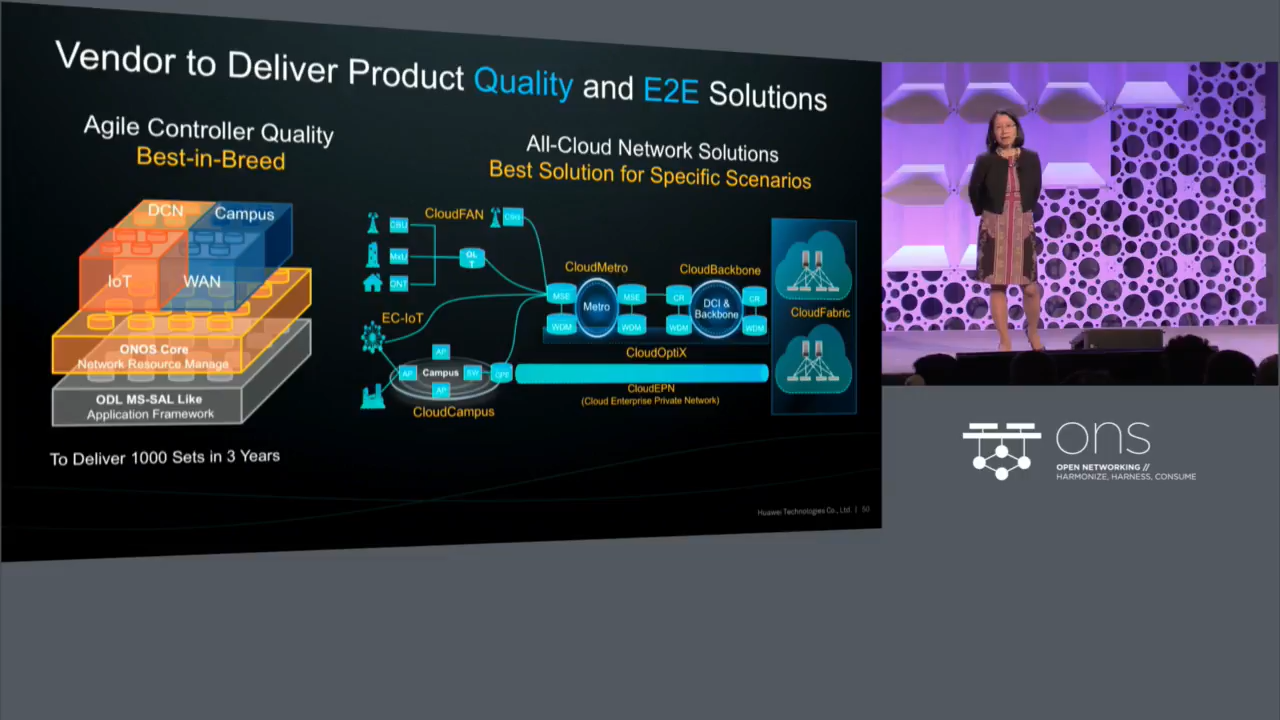 Vendor to Deliver Product Quality and E2E Solutions
Agile Controller Quality
Best-in-Breed
DCN
Campus
IoT
WAN
ONOS Core
Network Resource Manage
ODL MS-SAL Like
Application Framework
To Deliver 1000 Sets in 3 Years
All-Cloud Network Solutions
Best Solution for Specific Scenarios
CloudFAN
CBU
CSG
MxU
OL
T
ONT
EC-IoT
CloudMetro
CloudBackbone
MSE
Metro
MSE
CR
DCI &
Backbone
CR
WDM
WDM
WDM
WDM
CloudFabric
CloudOptiX
AP
AP
Campus
SW
CPE
AP
CloudCampus
CloudEPN
(Cloud Enterprise Private Network)
Huawei Technologies Co., Ltd. | 50
ons
OPEN NETWORKING //
HARMONIZE, HARNESS, CONSUME